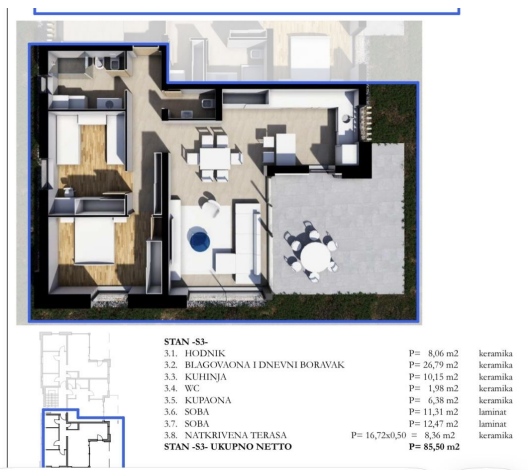 STAN -S3-
3.1. HODNIK P= 8,06 m2 keramika
3.2. BLAGOVAONA I DNEVNI BORAVAK P= 26,79 m2 keramika
3.3. KUHINJA P= 10,15 m2 keramika
3.4. WC P= 1,98 m2 keramika
3.5. KUPAONA P= 6,38 m2 keramika
3.6. SOBA P= 11,31 m2 laminat
3.7. SOBA P= 12,47 m2 laminat
3.8. NATKRIVENA TERASA P= 16,72x0,50 = 8,36 m2 keramika
STAN -S3- UKUPNO NETTO P= 85,50 m2